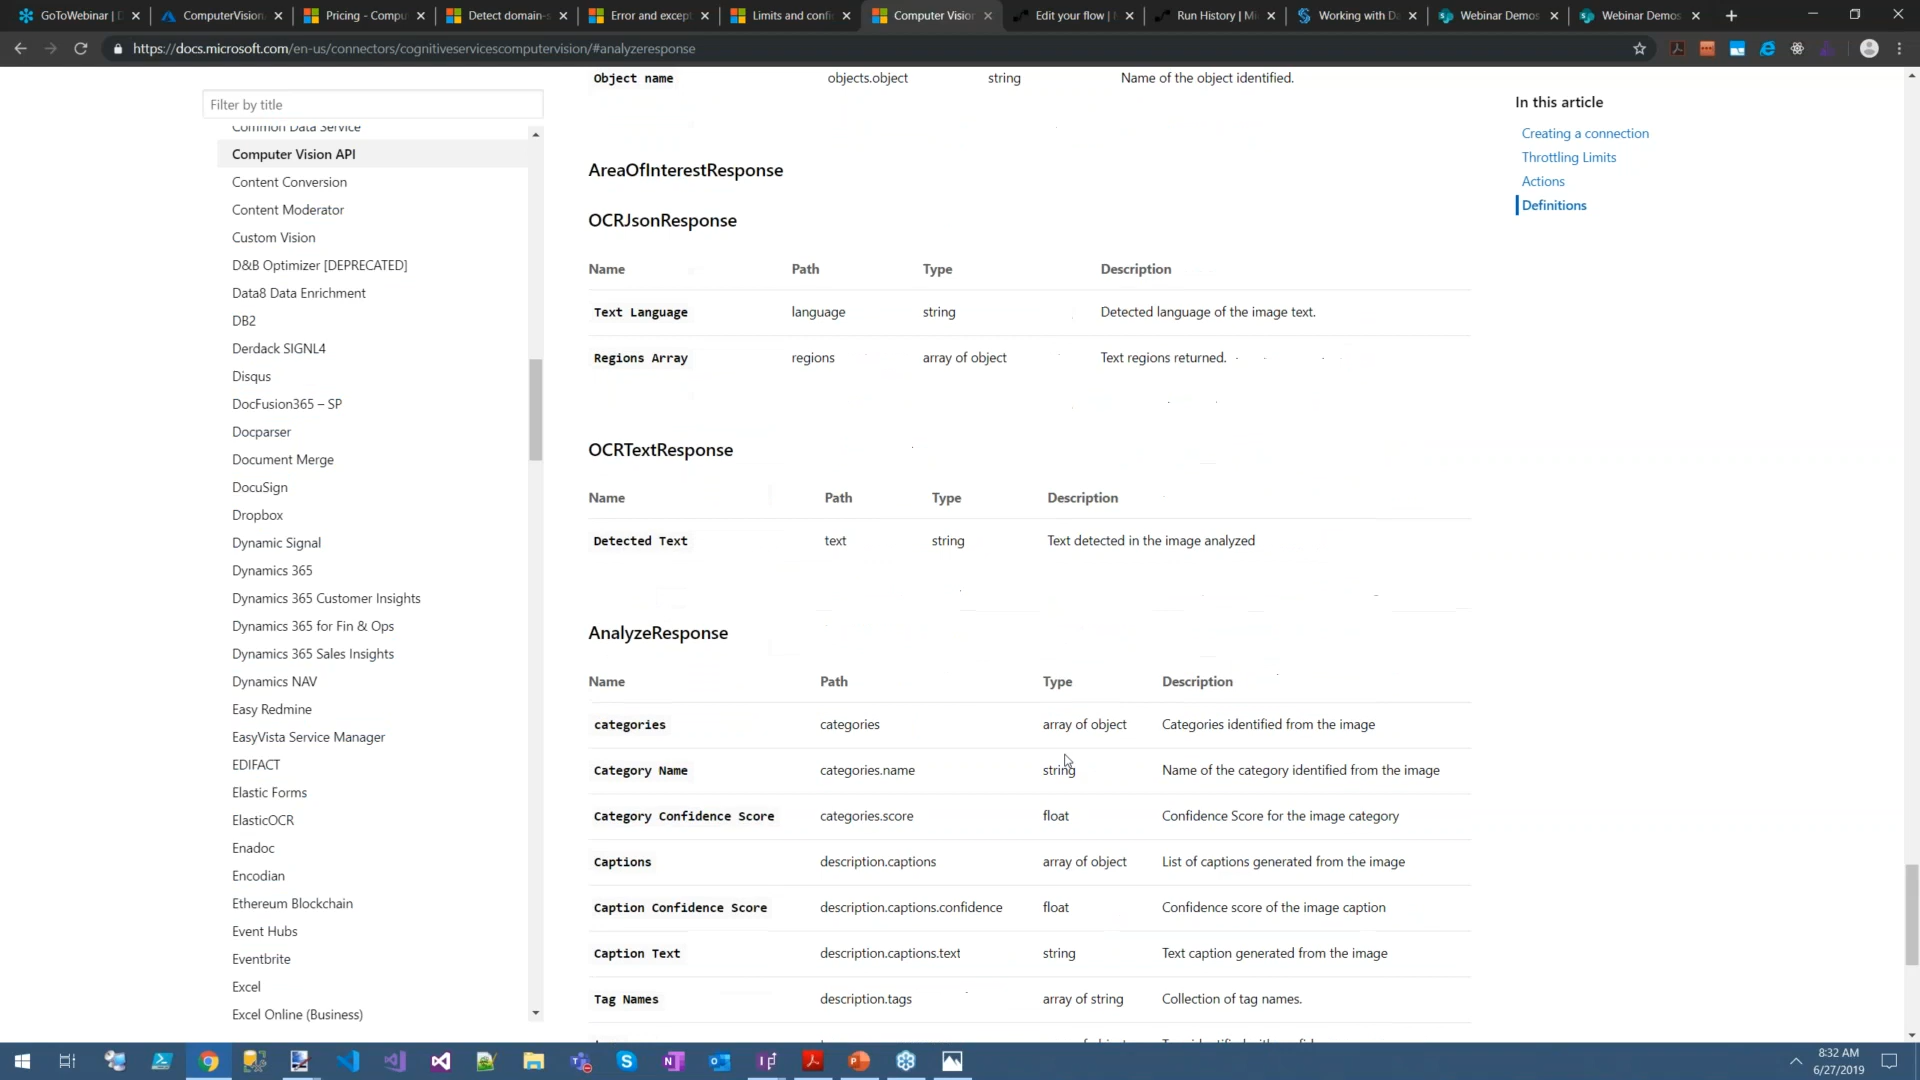 GoToWebinar | D
ComputerVision
Pricing - Compu
Detect domain-s
Error and except
Limits and confi
Computer Vision
Edit your flow |
Run History | Mi
Working with Da
Webinar Demos
Webinar Demos
https://docs.microsoft.com/en-us/connectors/cognitiveservicescomputervision/#analyzeresponse
Filter by title
Common Data Service
Computer Vision API
Content Conversion
Content Moderator
Custom Vision
D&B Optimizer [DEPRECATED]
Data8 Data Enrichment
DB2
Derdack SIGNL4
Disqus
DocFusion365 – SP
Docparser
Document Merge
DocuSign
Dropbox
Dynamic Signal
Dynamics 365
Dynamics 365 Customer Insights
Dynamics 365 for Fin & Ops
Dynamics 365 Sales Insights
Dynamics NAV
Easy Redmine
EasyVista Service Manager
EDIFACT
Elastic Forms
ElasticOCR
Enadoc
Encodian
Ethereum Blockchain
Event Hubs
Eventbrite
Excel
Excel Online (Business)
Object name objects.object string Name of the object identified.
AreaOfInterestResponse
OCRJsonResponse
Name Path Type Description
Text Language language string Detected language of the image text.
Regions Array regions array of object Text regions returned.
OCRTextResponse
Name Path Type Description
Detected Text text string Text detected in the image analyzed
AnalyzeResponse
Name Path Type Description
categories categories array of object Categories identified from the image
Category Name categories.name string Name of the category identified from the image
Category Confidence Score categories.score float Confidence Score for the image category
Captions description.captions array of object List of captions generated from the image
Caption Confidence Score description.captions.confidence float Confidence score of the image caption
Caption Text description.captions.text string Text caption generated from the image
Tag Names description.tags array of string Collection of tag names.
In this article
Creating a connection
Throttling Limits
Actions
Definitions
8:32 AM
6/27/2019